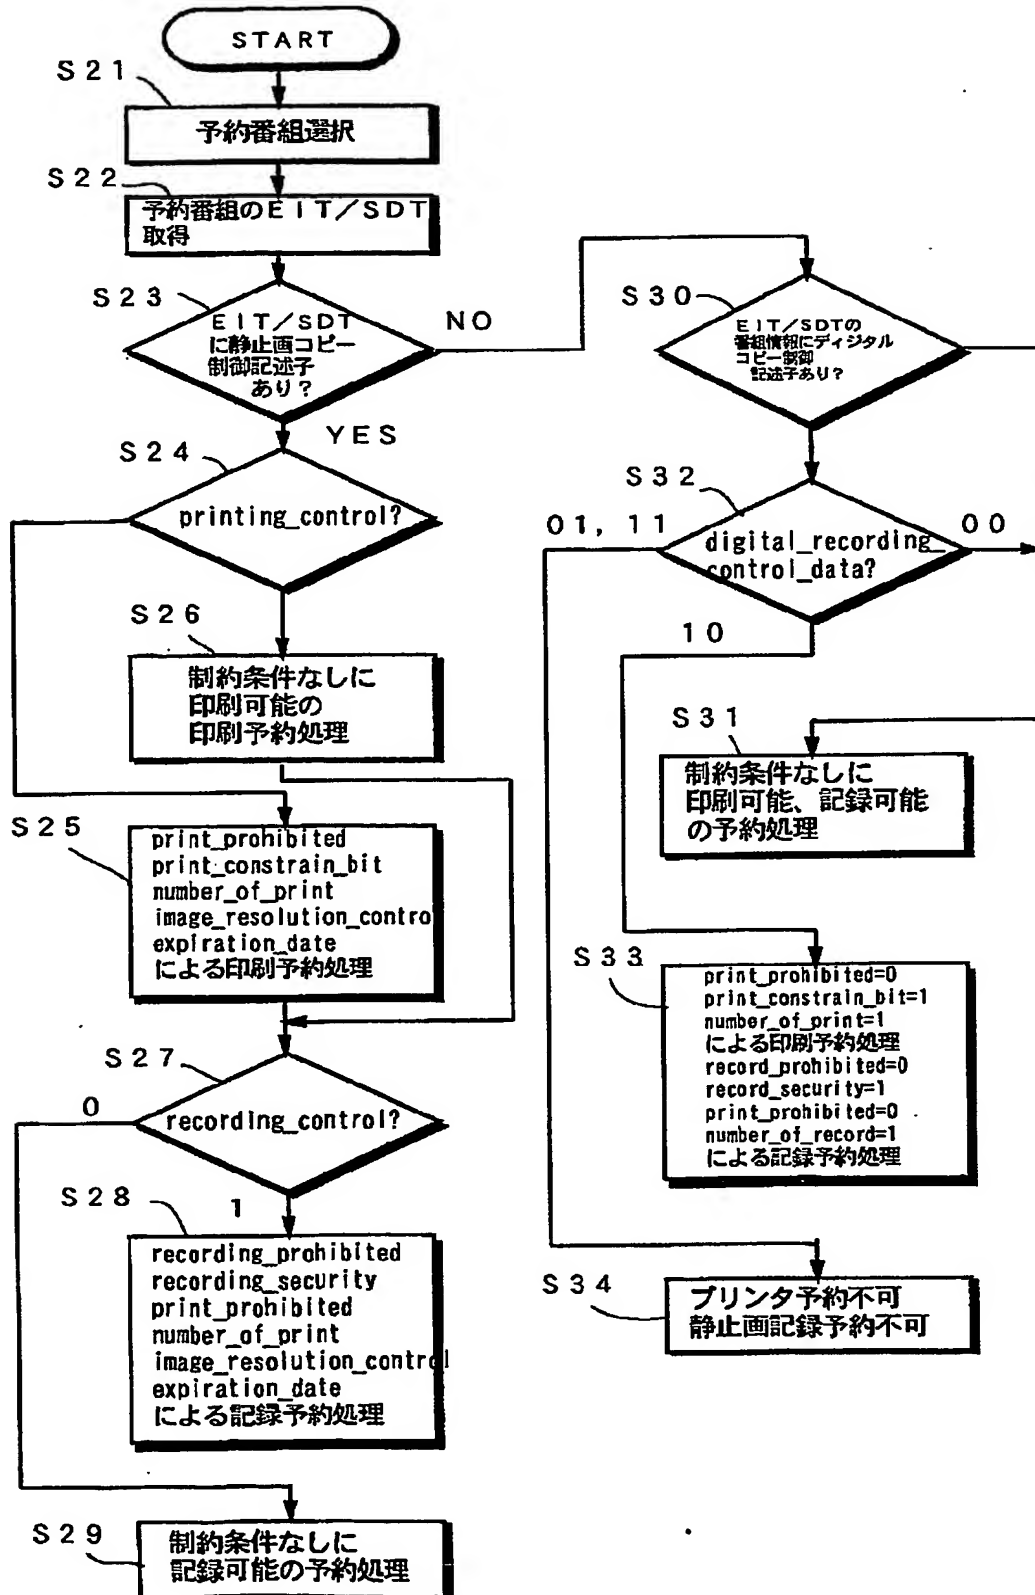 START
S21
予約番組選択
S22
予約番組のEIT/SDT
取得
S23
EIT/SDT
に静止画コピー
制御記述子
あり?
NO
YES
S24
printing_control?
S26
制約条件なしに
印刷可能の
印刷予約処理
S25
print_prohibited
print_constrain_bit
number_of_print
image_resolution_control
expiration_date
による印刷予約処理
S27
recording_control?
0
1
S28
recording_prohibited
recording_security
print_prohibited
number_of_print
image_resolution_control
expiration_date
による記録予約処理
S29
制約条件なしに
記録可能の予約処理
S30
EIT/SDTの
番組情報にディジタル
コピー制御
記述子あり?
S32
digital_recording_
control_data?
01, 11
00
10
S31
制約条件なしに
印刷可能、記録可能
の予約処理
S33
print_prohibited=0
print_constrain_bit=1
number_of_print=1
による印刷予約処理
record_prohibited=0
record_security=1
print_prohibited=0
number_of_record=1
による記録予約処理
S34
プリンタ予約不可
静止画記録予約不可